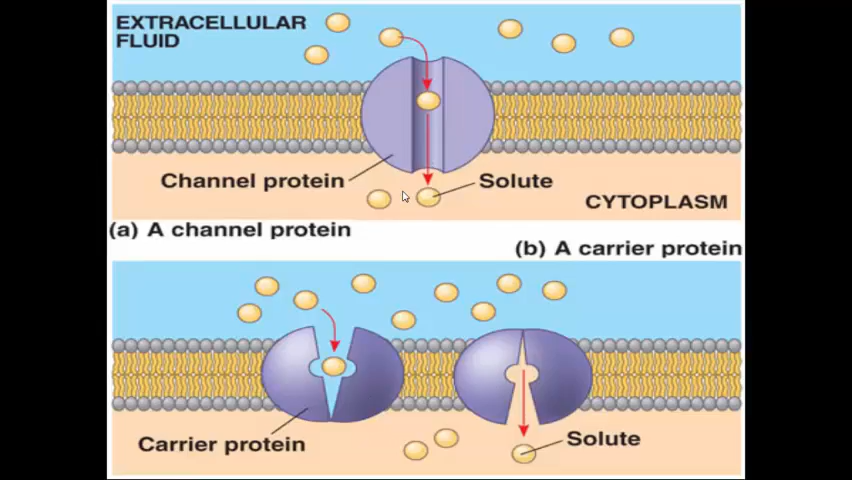 EXTRACELLULAR
FLUID
Channel protein
Solute
CYTOPLASM
(a) A channel protein
(b) A carrier protein
Carrier protein
Solute